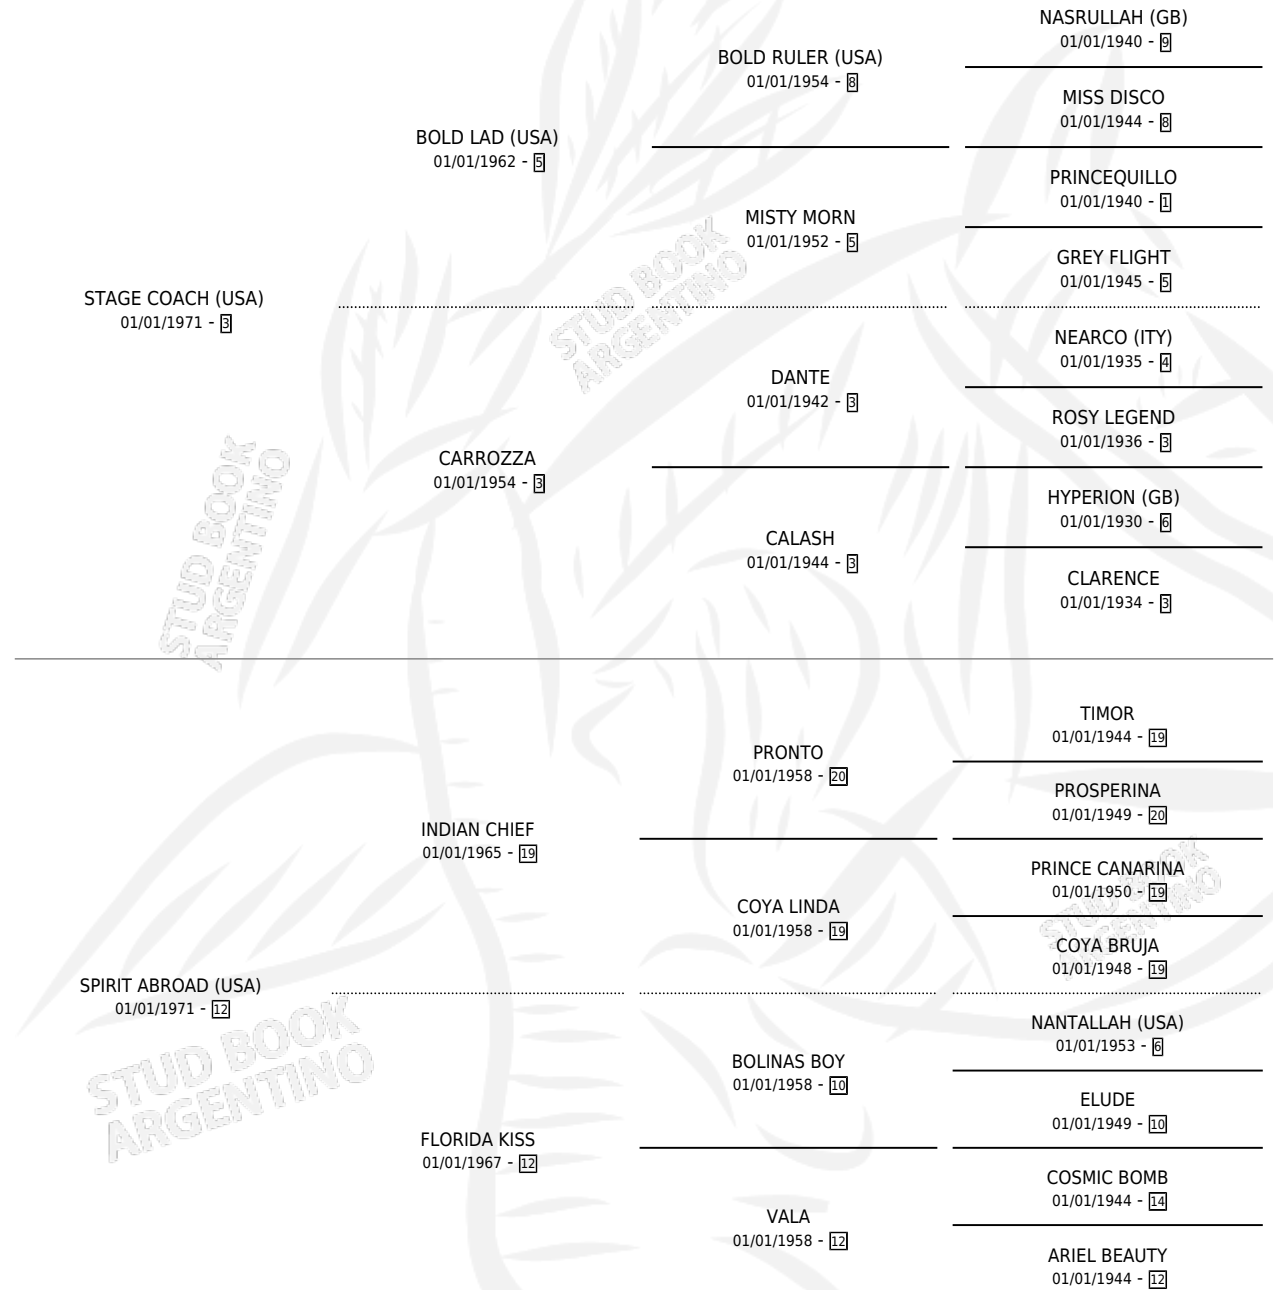 NASRULLAH (GB)
01/01/1940 - 9
BOLD RULER (USA)
01/01/1954 - 8
MISS DISCO
01/01/1944 - 8
BOLD LAD (USA)
01/01/1962 - 5
PRINCEQUILLO
01/01/1940 - 1
MISTY MORN
01/01/1952 - 5
GREY FLIGHT
01/01/1945 - 5
STAGE COACH (USA)
01/01/1971 - 3
NEARCO (ITY)
01/01/1935 - 4
DANTE
01/01/1942 - 3
ROSY LEGEND
01/01/1936 - 3
CARROZZA
01/01/1954 - 3
HYPERION (GB)
01/01/1930 - 6
CALASH
01/01/1944 - 3
CLARENCE
01/01/1934 - 3
TIMOR
01/01/1944 - 19
PRONTO
01/01/1958 - 20
PROSPERINA
01/01/1949 - 20
INDIAN CHIEF
01/01/1965 - 19
PRINCE CANARINA
01/01/1950 - 19
COYA LINDA
01/01/1958 - 19
COYA BRUJA
01/01/1948 - 19
SPIRIT ABROAD (USA)
01/01/1971 - 12
NANTALLAH (USA)
01/01/1953 - 6
BOLINAS BOY
01/01/1958 - 10
ELUDE
01/01/1949 - 10
FLORIDA KISS
01/01/1967 - 12
COSMIC BOMB
01/01/1944 - 14
VALA
01/01/1958 - 12
ARIEL BEAUTY
01/01/1944 - 12
STUD BOOK
ARGENTINO
STUD BOOK
ARGENTINO
STUD BOOK
ARGENTINO
STUD BOOK
ARGENTINO